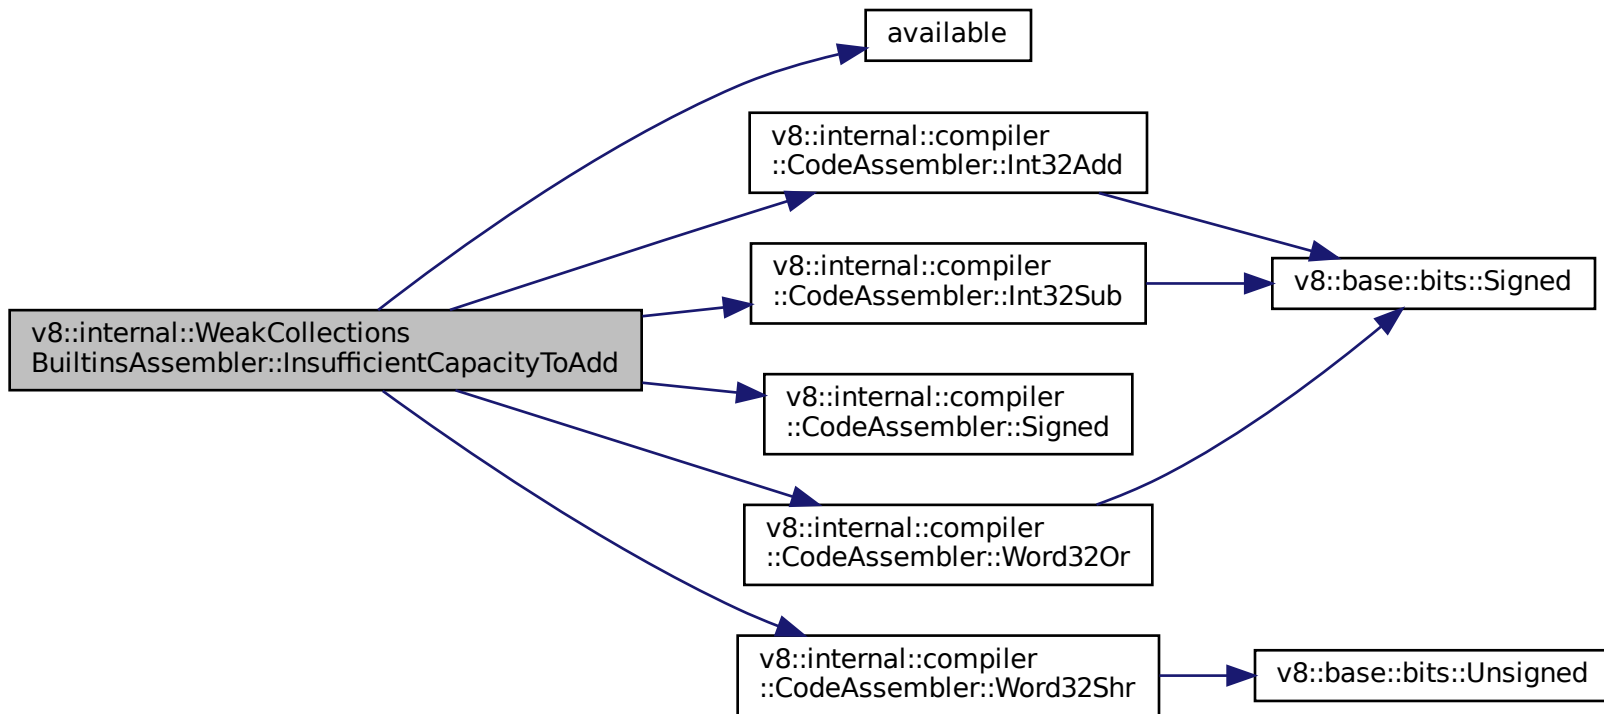 available
v8::internal::compiler
::CodeAssembler::Int32Add
v8::internal::compiler
::CodeAssembler::Int32Sub
v8::base::bits::Signed
v8::internal::WeakCollections
BuiltinsAssembler::InsufficientCapacityToAdd
v8::internal::compiler
::CodeAssembler::Signed
v8::internal::compiler
::CodeAssembler::Word32Or
v8::internal::compiler
::CodeAssembler::Word32Shr
v8::base::bits::Unsigned